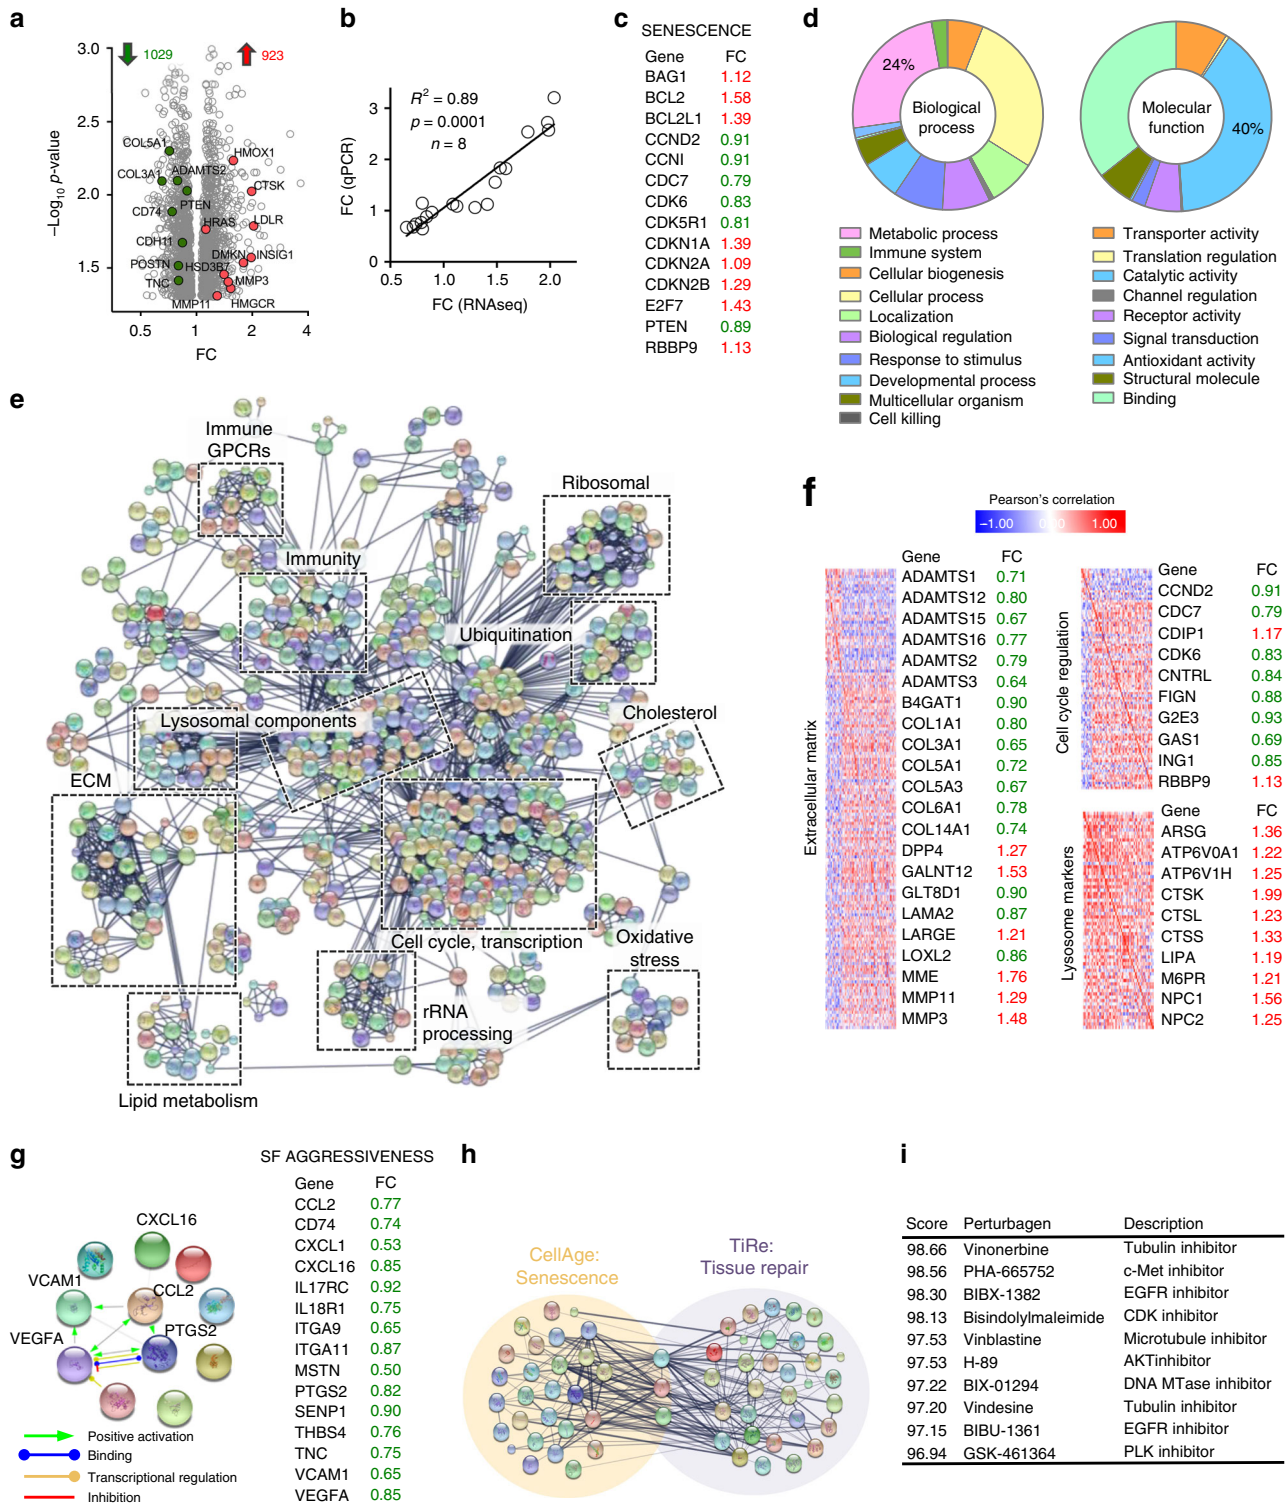 a
3.0
2.5
2.0
1.5
–Log10 p-value
1029
923
COL5A1
COL3A1
ADAMTS2
PTEN
CD74
HRAS
CDH11
POSTN
TNC
HSD3B7
DMKN
MMP11
HMOX1
CTSK
LDLR
INSIG1
MMP3
HMGCR
0.5 1 2 4
FC
b
R2 = 0.89
p = 0.0001
n = 8
FC (qPCR)
3
2
1
0
0.5 1.0 1.5 2.0
FC (RNAseq)
c
SENESCENCE
Gene FC
BAG1 1.12
BCL2 1.58
BCL2L1 1.39
CCND2 0.91
CCNI 0.91
CDC7 0.79
CDK6 0.83
CDK5R1 0.81
CDKN1A 1.39
CDKN2A 1.09
CDKN2B 1.29
E2F7 1.43
PTEN 0.89
RBBP9 1.13
d
24%
Biological
process
Metabolic process
Immune system
Cellular biogenesis
Cellular process
Localization
Biological regulation
Response to stimulus
Developmental process
Multicellular organism
Cell killing
40%
Molecular
function
Transporter activity
Translation regulation
Catalytic activity
Channel regulation
Receptor activity
Signal transduction
Antioxidant activity
Structural molecule
Binding
e
Immune
GPCRs
Ribosomal
Immunity
Ubiquitination
Lysosomal components
Cholesterol
ECM
Cell cycle, transcription
Oxidative
stress
rRNA
processing
Lipid metabolism
f
Pearson's correlation
−1.00 0.00 1.00
Extracellular matrix
Gene FC
ADAMTS1 0.71
ADAMTS12 0.80
ADAMTS15 0.67
ADAMTS16 0.77
ADAMTS2 0.79
ADAMTS3 0.64
B4GAT1 0.90
COL1A1 0.80
COL3A1 0.65
COL5A1 0.72
COL5A3 0.67
COL6A1 0.78
COL14A1 0.74
DPP4 1.27
GALNT12 1.53
GLT8D1 0.90
LAMA2 0.87
LARGE 1.21
LOXL2 0.86
MME 1.76
MMP11 1.29
MMP3 1.48
Cell cycle regulation
Gene FC
CCND2 0.91
CDC7 0.79
CDIP1 1.17
CDK6 0.83
CNTRL 0.84
FIGN 0.88
G2E3 0.93
GAS1 0.69
ING1 0.85
RBBP9 1.13
Lysosome markers
Gene FC
ARSG 1.36
ATP6V0A1 1.22
ATP6V1H 1.25
CTSK 1.99
CTSL 1.23
CTSS 1.33
LIPA 1.19
M6PR 1.21
NPC1 1.56
NPC2 1.25
g
CXCL16
VCAM1
CCL2
VEGFA
PTGS2
Positive activation
Binding
Transcriptional regulation
Inhibition
SF AGGRESSIVENESS
Gene FC
CCL2 0.77
CD74 0.74
CXCL1 0.53
CXCL16 0.85
IL17RC 0.92
IL18R1 0.75
ITGA9 0.65
ITGA11 0.87
MSTN 0.50
PTGS2 0.82
SENP1 0.90
THBS4 0.76
TNC 0.75
VCAM1 0.65
VEGFA 0.85
h
CellAge:
Senescence
TiRe:
Tissue repair
i
Score Perturbagen Description
98.66 Vinonerbine Tubulin inhibitor
98.56 PHA-665752 c-Met inhibitor
98.30 BIBX-1382 EGFR inhibitor
98.13 Bisindolylmaleimide CDK inhibitor
97.53 Vinblastine Microtubule inhibitor
97.53 H-89 AKTinhibitor
97.22 BIX-01294 DNA MTase inhibitor
97.20 Vindesine Tubulin inhibitor
97.15 BIBU-1361 EGFR inhibitor
96.94 GSK-461364 PLK inhibitor